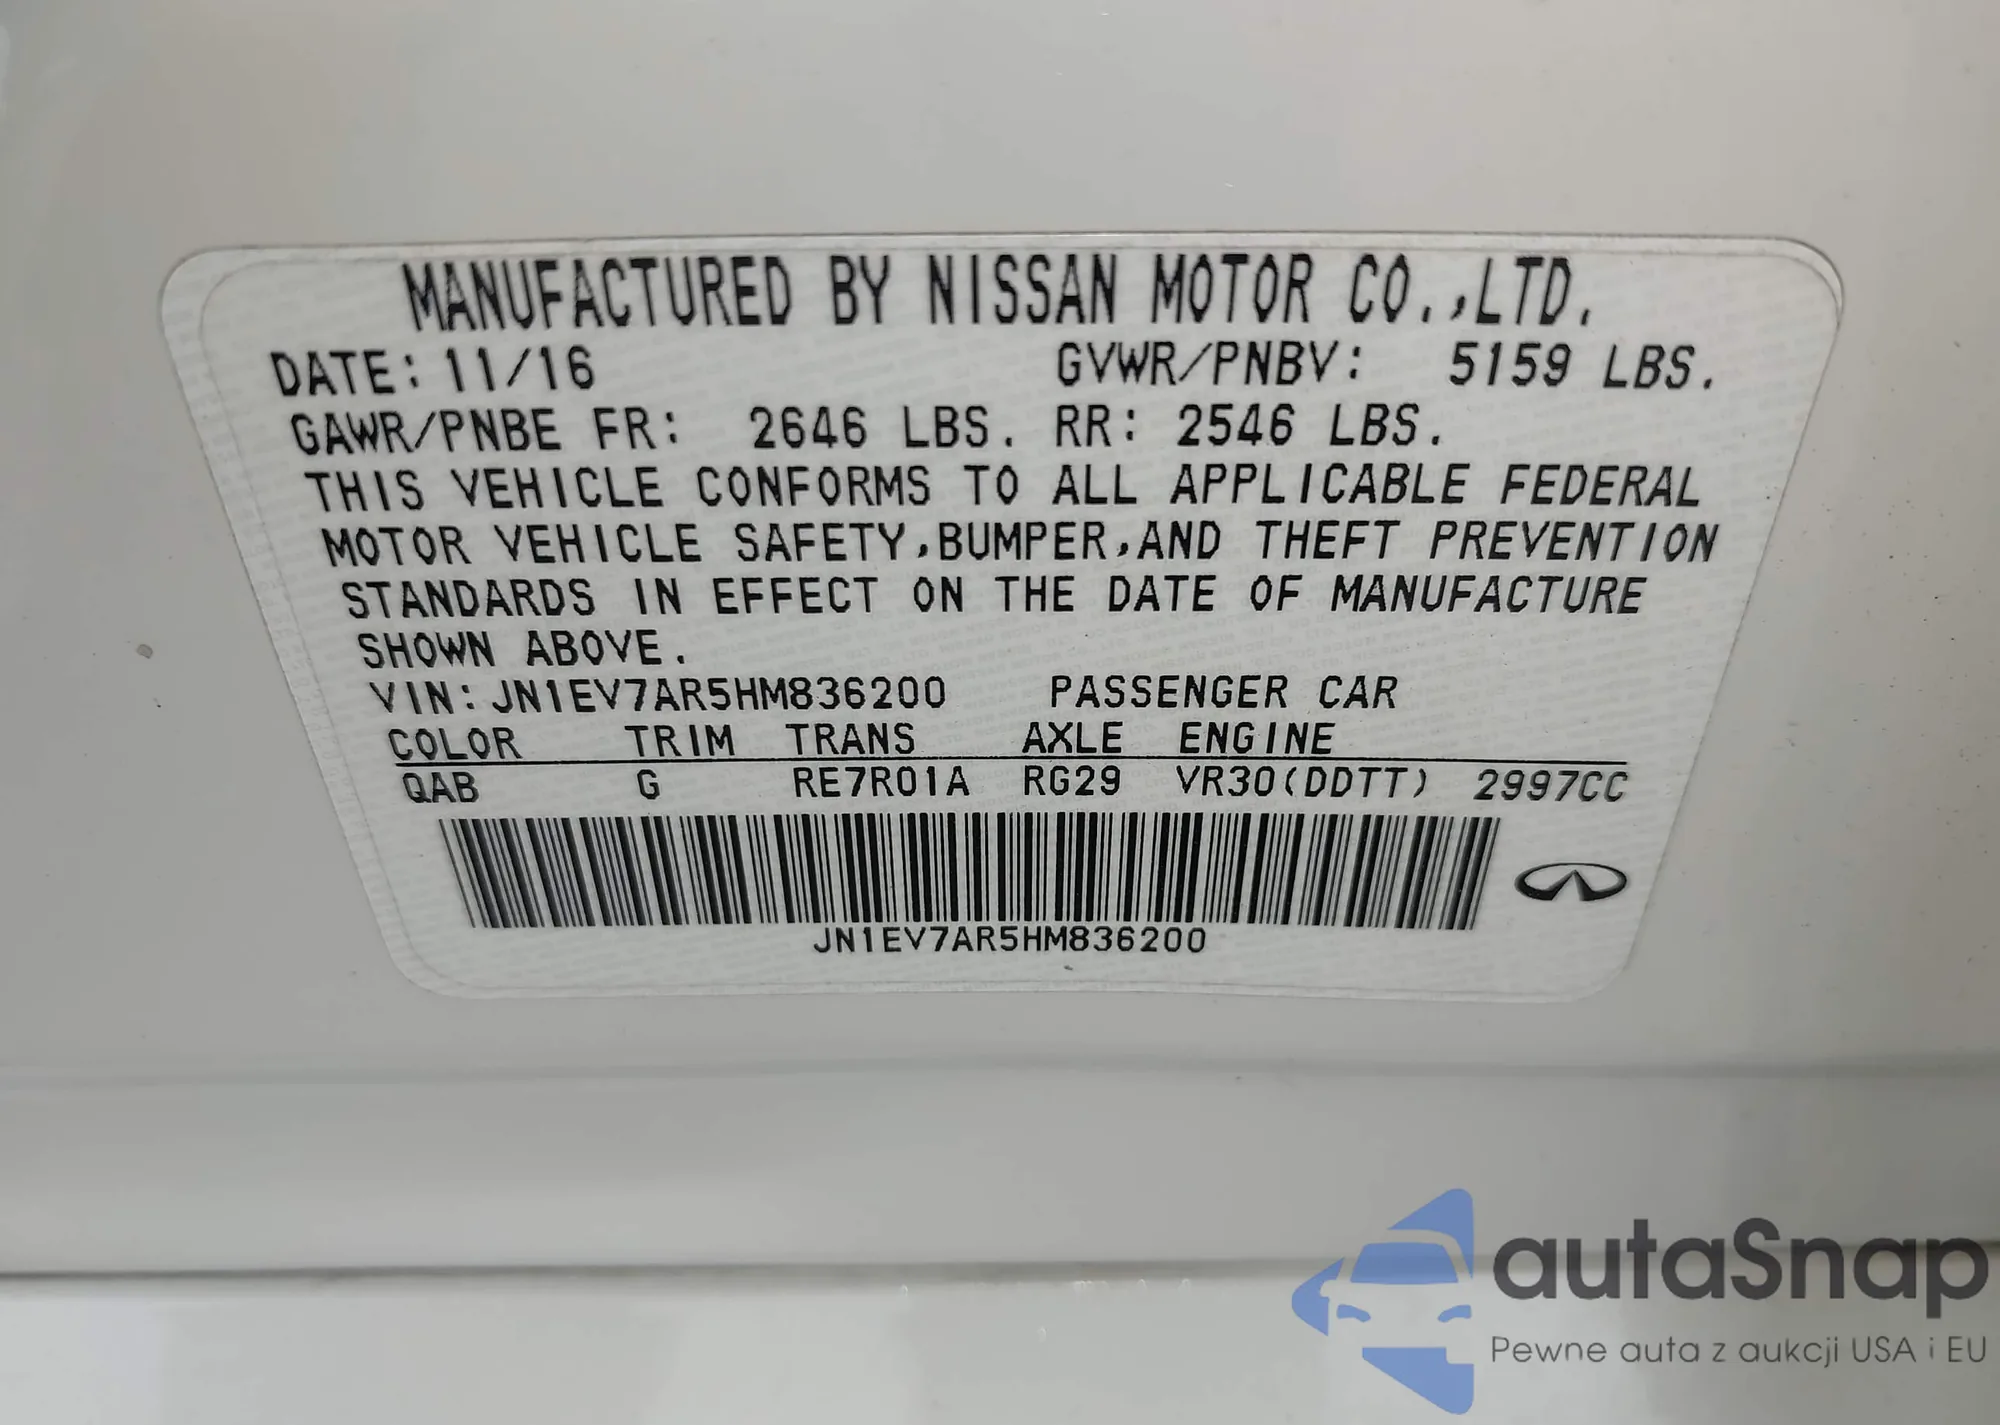 MANUFACTURED BY NISSAN MOTOR CO.,LTD.
DATE: 11/16 GVWR/PNBV: 5159 LBS.
GAWR/PNBE FR: 2646 LBS. RR: 2546 LBS.
THIS VEHICLE CONFORMS TO ALL APPLICABLE FEDERAL
MOTOR VEHICLE SAFETY,BUMPER,AND THEFT PREVENTION
STANDARDS IN EFFECT ON THE DATE OF MANUFACTURE
SHOWN ABOVE.
VIN:JN1EV7AR5HM836200 PASSENGER CAR
COLOR TRIM TRANS AXLE ENGINE
QAB G RE7R01A RG29 VR30(DDTT) 2997CC
JN1EV7AR5HM836200
autaSnap
Pewne auta z aukcji USA i EU